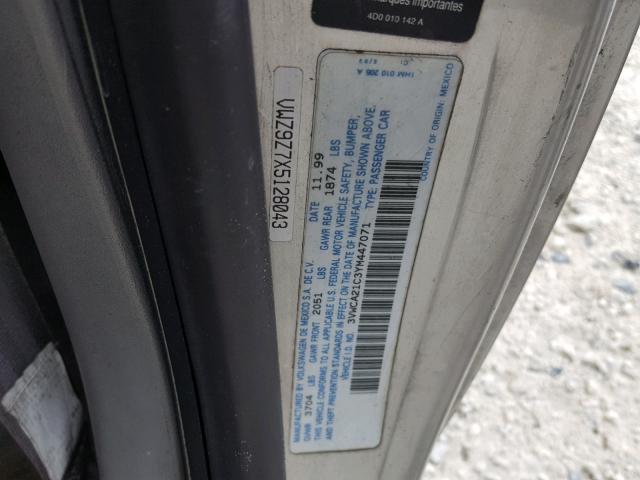 Marques importantes
4D0 010 142 A
VWZ9Z7X5128043
1HM 010 206 A
MANUFACTURED BY VOLKSWAGEN DE MEXICO S.A. DE C.V. DATE 11.99
GVWR 3704 LBS GAWR FRONT 2051 LBS GAWR REAR 1874 LBS
THIS VEHICLE CONFORMS TO ALL APPLICABLE U.S. FEDERAL MOTOR VEHICLE SAFETY, BUMPER,
AND THEFT PREVENTION STANDARDS IN EFFECT ON THE DATE OF MANUFACTURE SHOWN ABOVE.
VEHICLE I.D. NO. 3VWCA21C3YM447071 TYPE: PASSENGER CAR
COUNTRY OF ORIGIN: MEXICO